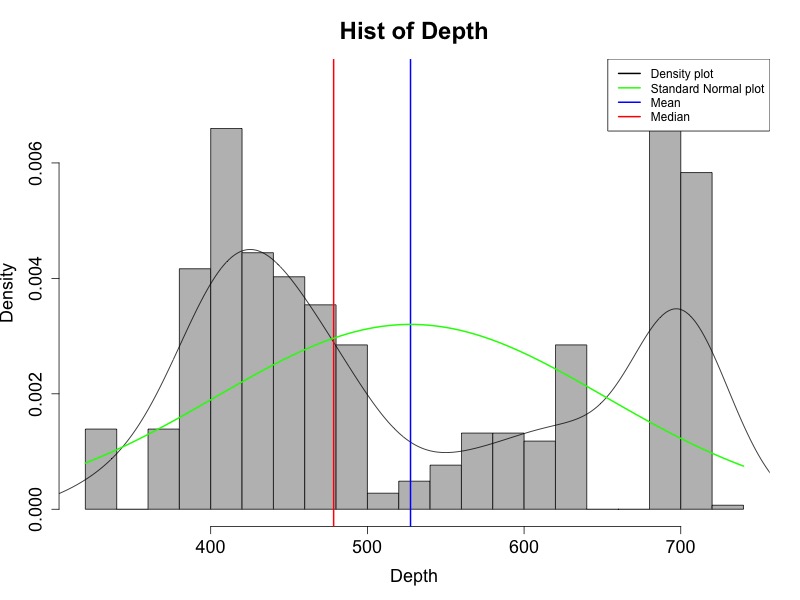 Hist of Depth
Density plot
Standard Normal plot
Mean
Median
Density
0.006
0.004
0.002
0.000
400 500 600 700
Depth